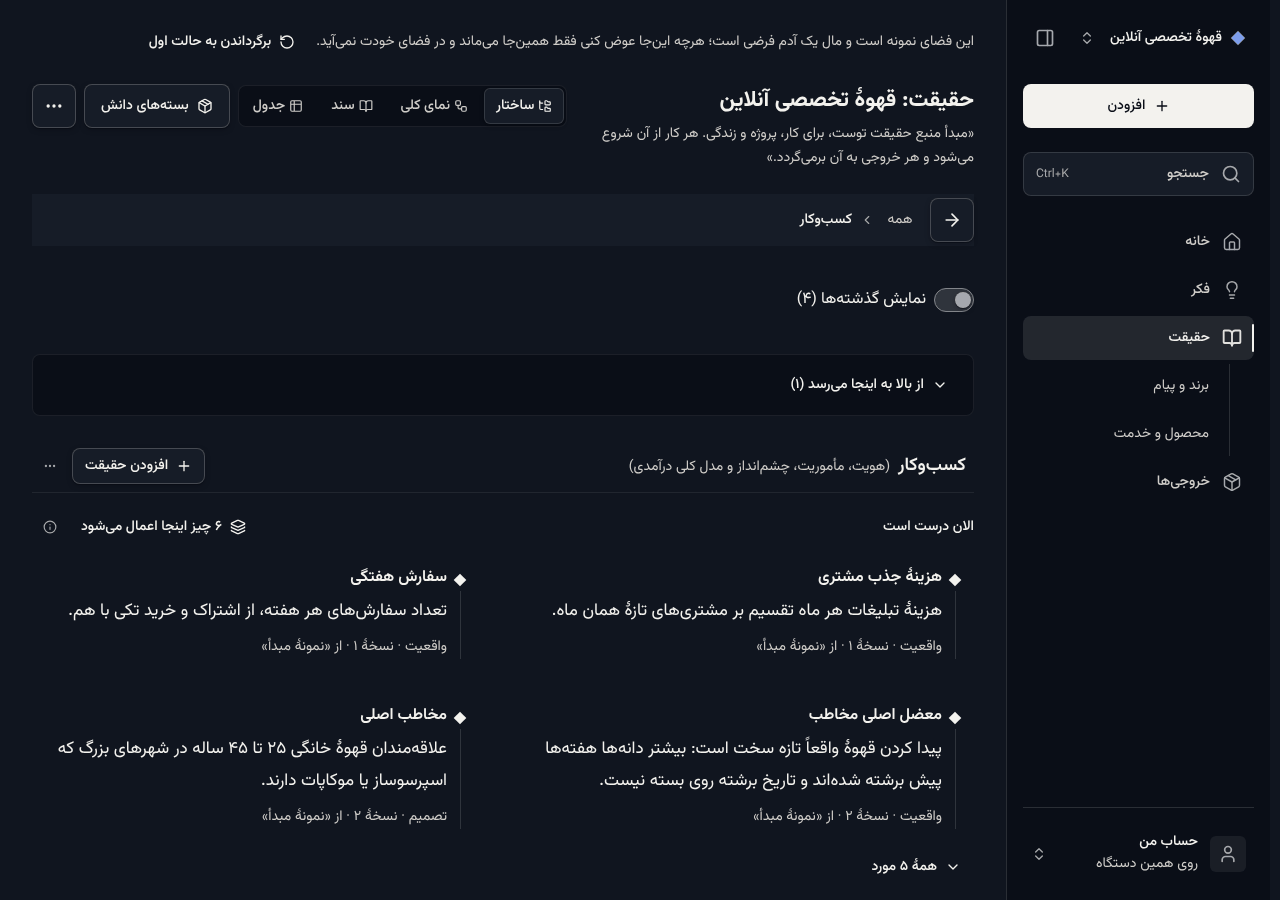 قهوهٔ تخصصی آنلاین
افزودن
جستجو Ctrl+K
خانه
فکر
حقیقت
برند و پیام
محصول و خدمت
خروجی‌ها
حساب من
روی همین دستگاه
این فضای نمونه است و مال یک آدم فرضی است؛ هرچه این‌جا عوض کنی فقط همین‌جا می‌ماند و در فضای خودت نمی‌آید. برگرداندن به حالت اول
حقیقت: قهوهٔ تخصصی آنلاین
«مبدأ منبع حقیقت توست، برای کار، پروژه و زندگی. هر کار از آن شروع
می‌شود و هر خروجی به آن برمی‌گردد.»
ساختار نمای کلی سند جدول بسته‌های دانش
همه کسب‌وکار
نمایش گذشته‌ها (۴)
از بالا به اینجا می‌رسد (۱)
کسب‌وکار (هویت، مأموریت، چشم‌انداز و مدل کلی درآمدی) افزودن حقیقت
الان درست است ۶ چیز اینجا اعمال می‌شود
هزینهٔ جذب مشتری
هزینهٔ تبلیغات هر ماه تقسیم بر مشتری‌های تازهٔ همان ماه.
واقعیت · نسخهٔ ۱ · از «نمونهٔ مبدأ»
سفارش هفتگی
تعداد سفارش‌های هر هفته، از اشتراک و خرید تکی با هم.
واقعیت · نسخهٔ ۱ · از «نمونهٔ مبدأ»
معضل اصلی مخاطب
پیدا کردن قهوهٔ واقعاً تازه سخت است: بیشتر دانه‌ها هفته‌ها
پیش برشته شده‌اند و تاریخ برشته روی بسته نیست.
واقعیت · نسخهٔ ۲ · از «نمونهٔ مبدأ»
مخاطب اصلی
علاقه‌مندان قهوهٔ خانگی ۲۵ تا ۴۵ ساله در شهرهای بزرگ که
اسپرسوساز یا موکاپات دارند.
تصمیم · نسخهٔ ۲ · از «نمونهٔ مبدأ»
همهٔ ۵ مورد